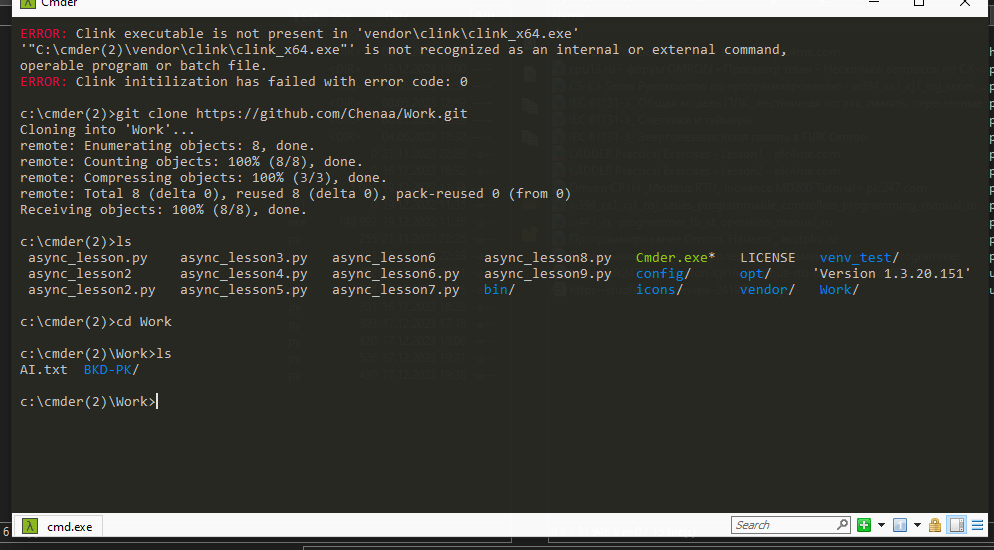 Cmder
ERROR: Clink executable is not present in 'vendor\clink\clink_x64.exe'
'"C:\cmder(2)\vendor\clink\clink_x64.exe"' is not recognized as an internal or external command,
operable program or batch file.
ERROR: Clink initilization has failed with error code: 0
c:\cmder(2)>git clone https://github.com/Chenaa/Work.git
Cloning into 'Work'...
remote: Enumerating objects: 8, done.
remote: Counting objects: 100% (8/8), done.
remote: Compressing objects: 100% (3/3), done.
remote: Total 8 (delta 0), reused 8 (delta 0), pack-reused 0 (from 0)
Receiving objects: 100% (8/8), done.
c:\cmder(2)>ls
async_lesson.py async_lesson3.py async_lesson6 async_lesson8.py Cmder.exe* LICENSE venv_test/
async_lesson2 async_lesson4.py async_lesson6.py async_lesson9.py config/ opt/ 'Version 1.3.20.151'
async_lesson2.py async_lesson5.py async_lesson7.py bin/ icons/ vendor/ Work/
c:\cmder(2)>cd Work
c:\cmder(2)\Work>ls
AI.txt BKD-PK/
c:\cmder(2)\Work>
λ cmd.exe Search